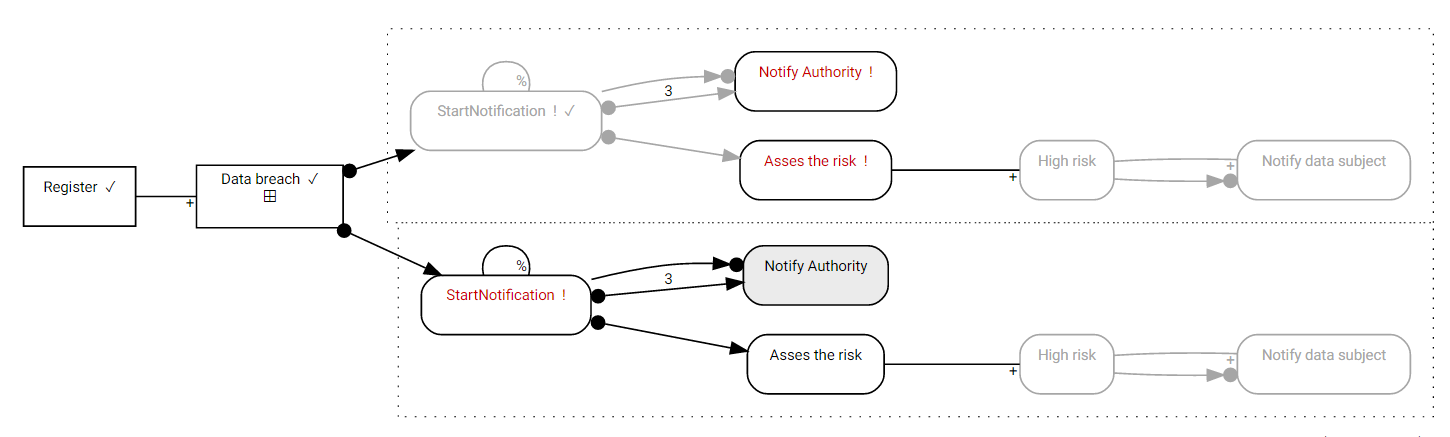 Register ✓
Data breach ✓
%
StartNotification ! ✓
3
Notify Authority !
Asses the risk !
+
High risk
+
Notify data subject
+
%
StartNotification !
3
Notify Authority
Asses the risk
+
High risk
+
Notify data subject